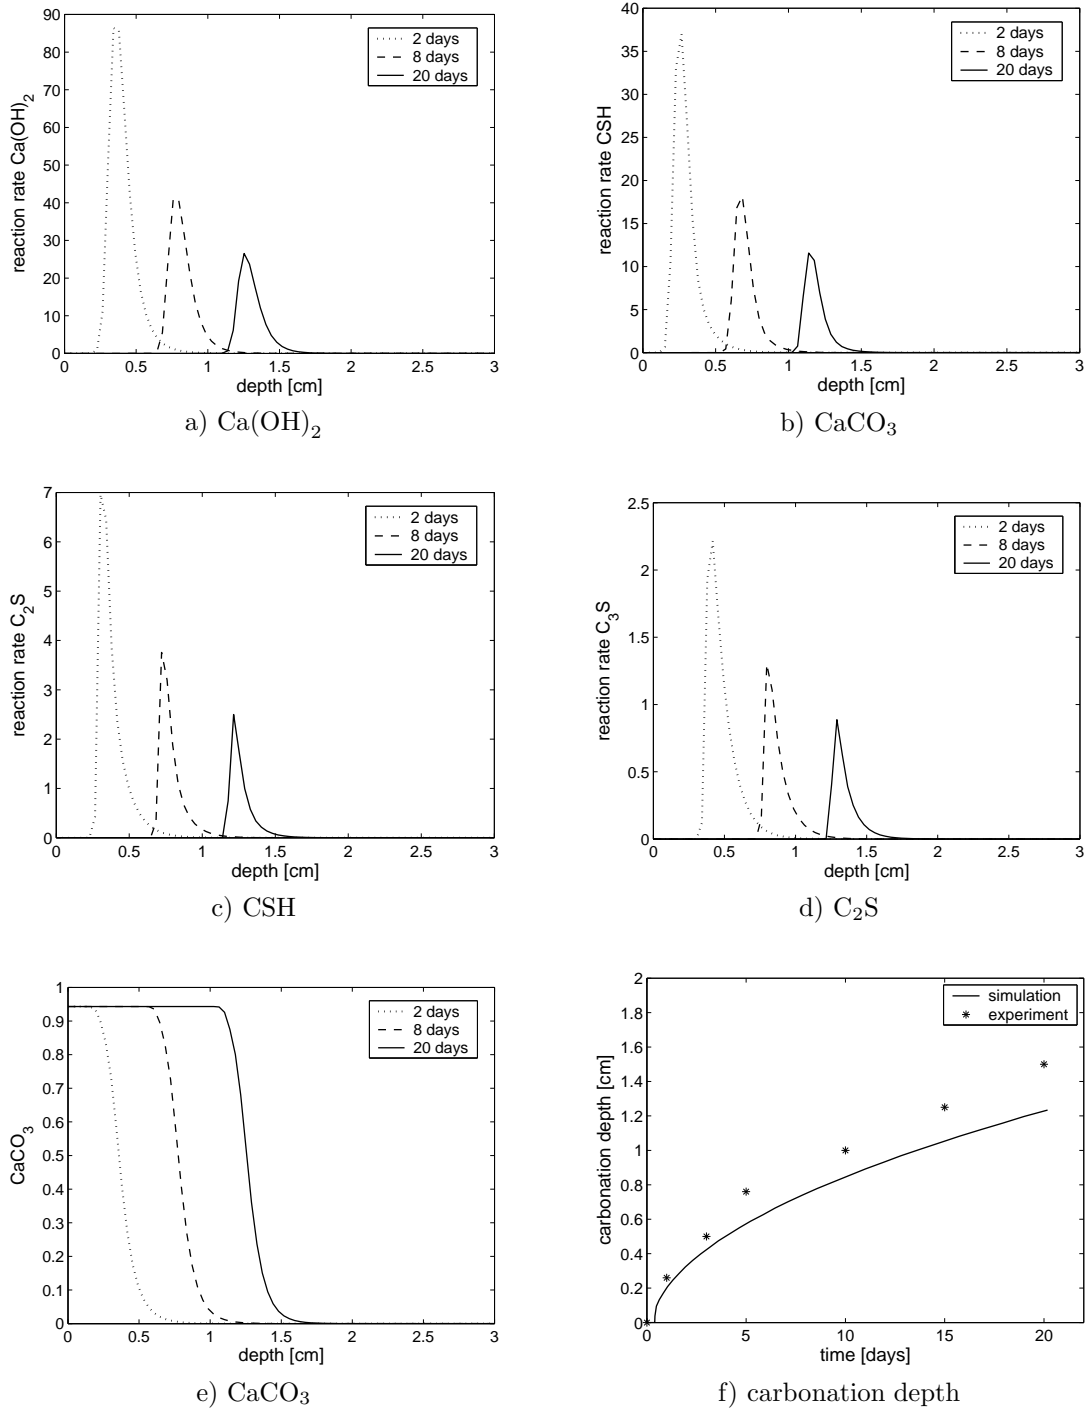 90
80
70
60
50
40
30
20
10
0
reaction rate Ca(OH)2
2 days
8 days
20 days
0 0.5 1 1.5 2 2.5 3
depth [cm]
a) Ca(OH)2
40
35
30
25
20
15
10
5
0
reaction rate CSH
2 days
8 days
20 days
0 0.5 1 1.5 2 2.5 3
depth [cm]
b) CaCO3
7
6
5
4
3
2
1
0
reaction rate C2S
2 days
8 days
20 days
0 0.5 1 1.5 2 2.5 3
depth [cm]
c) CSH
2.5
2
1.5
1
0.5
0
reaction rate C3S
2 days
8 days
20 days
0 0.5 1 1.5 2 2.5 3
depth [cm]
d) C2S
1
0.9
0.8
0.7
0.6
0.5
0.4
0.3
0.2
0.1
0
CaCO3
2 days
8 days
20 days
0 0.5 1 1.5 2 2.5 3
depth [cm]
e) CaCO3
2
1.8
1.6
1.4
1.2
1
0.8
0.6
0.4
0.2
0
carbonation depth [cm]
simulation
experiment
0 5 10 15 20
time [days]
f) carbonation depth